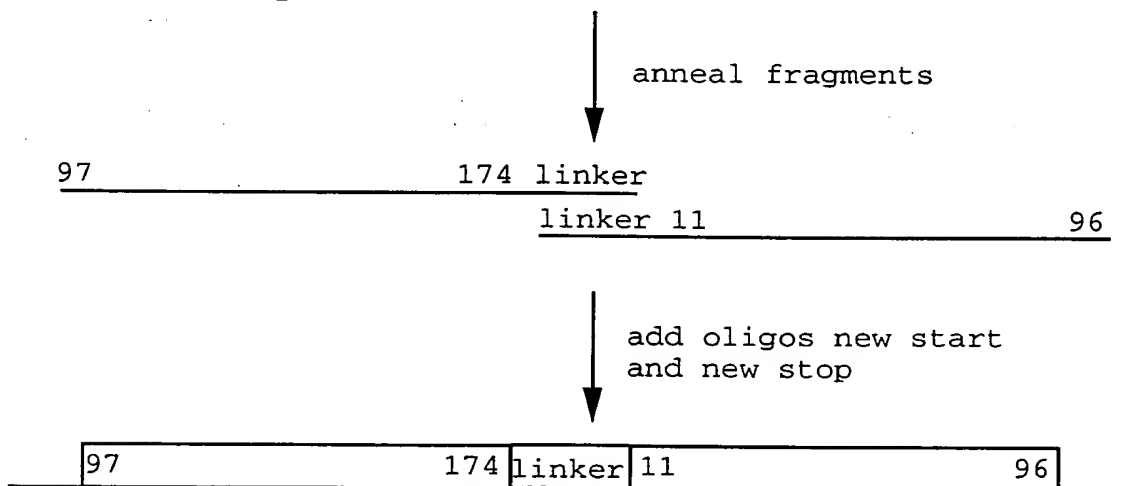 anneal fragments
97 174 linker
linker 11 96
add oligos new start
and new stop
97 174 linker 11 96